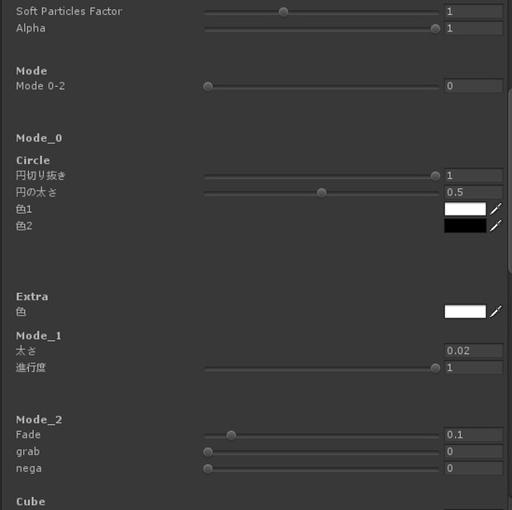 Soft Particles Factor 1
Alpha 1
Mode
Mode 0-2 0
Mode_0
Circle
円切り抜き 1
円の太さ 0.5
色1
色2
Extra
色
Mode_1
太さ 0.02
進行度 1
Mode_2
Fade 0.1
grab 0
nega 0
Cube